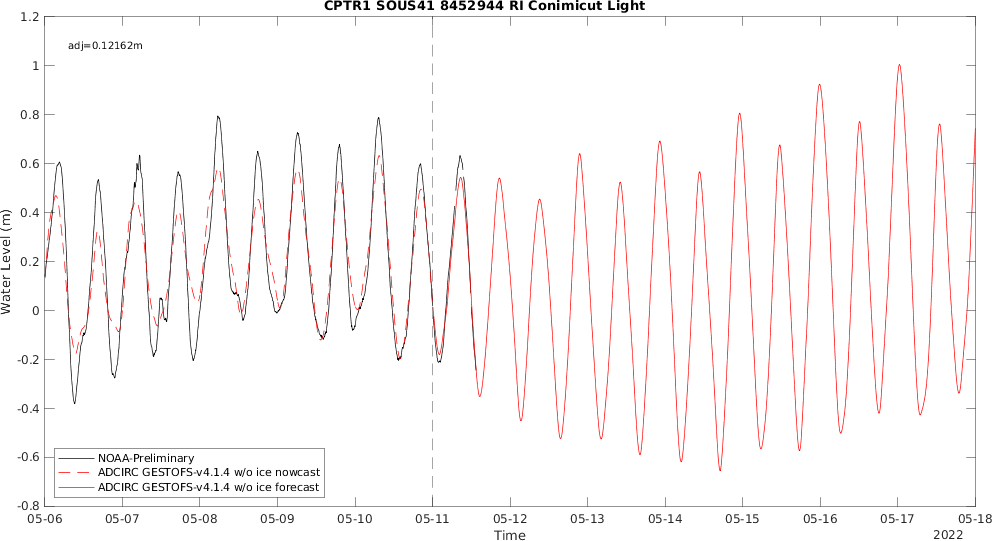 CPTR1 SOUS41 8452944 RI Conimicut Light
adj=0.12162m
1.2
1
0.8
0.6
0.4
0.2
0
-0.2
-0.4
-0.6
-0.8
Water Level (m)
NOAA-Preliminary
ADCIRC GESTOFS-v4.1.4 w/o ice nowcast
ADCIRC GESTOFS-v4.1.4 w/o ice forecast
05-06 05-07 05-08 05-09 05-10 05-11 05-12 05-13 05-14 05-15 05-16 05-17 05-18
Time
2022